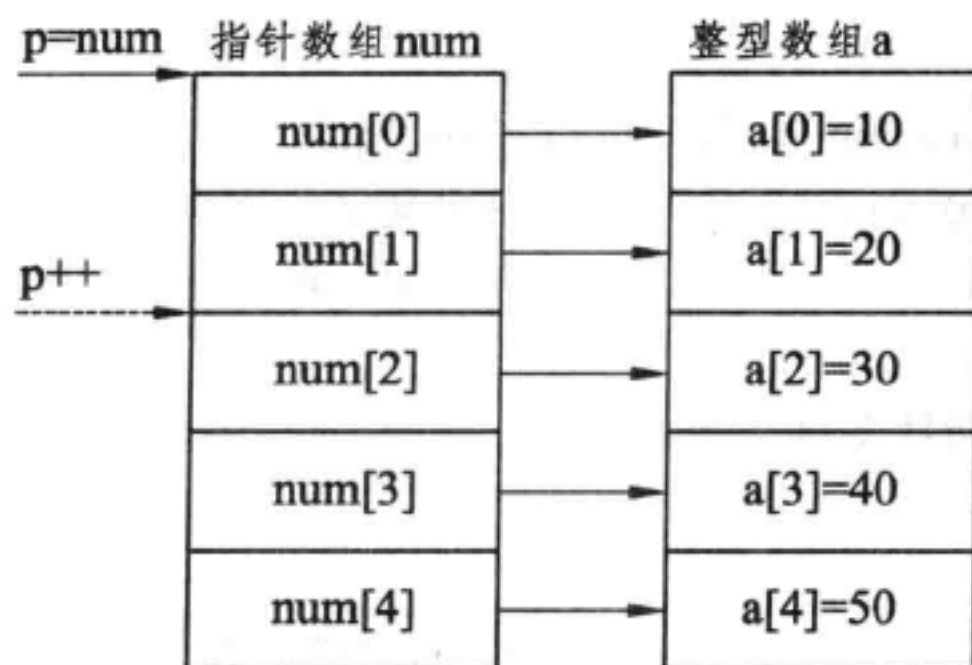 p=num 指针数组num 整型数组a
num[0] a[0]=10
num[1] a[1]=20
p++
num[2] a[2]=30
num[3] a[3]=40
num[4] a[4]=50